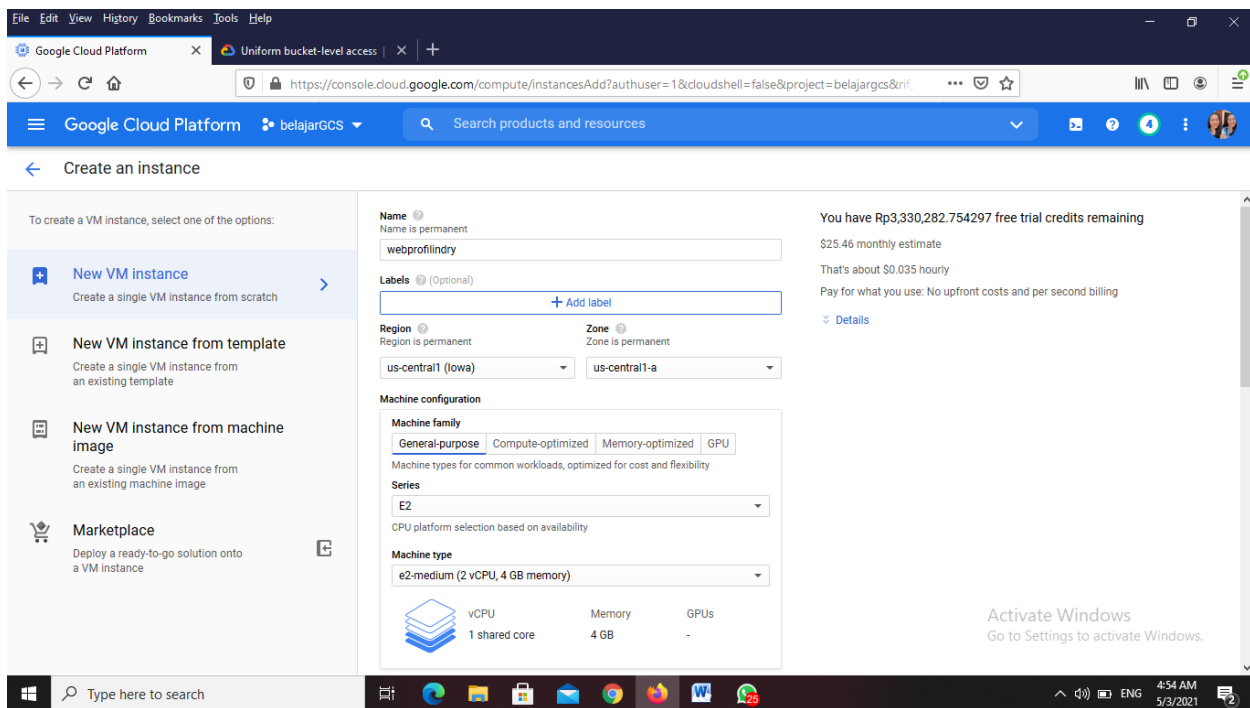 File Edit View History Bookmarks Tools Help
Google Cloud Platform
Uniform bucket-level access |
https://console.cloud.google.com/compute/instancesAdd?authuser=1&cloudshell=false&project=belajargcs&rif_
Google Cloud Platform belajarGCS Search products and resources 4
Create an instance
To create a VM instance, select one of the options:
New VM instance
Create a single VM instance from scratch
New VM instance from template
Create a single VM instance from
an existing template
New VM instance from machine
image
Create a single VM instance from
an existing machine image
Marketplace
Deploy a ready-to-go solution onto
a VM instance
Name
Name is permanent
webprofilindry
Labels (Optional)
Add label
Region
Region is permanent
us-central1 (Iowa)
Zone
Zone is permanent
us-central1-a
Machine configuration
Machine family
General-purpose Compute-optimized Memory-optimized GPU
Machine types for common workloads, optimized for cost and flexibility
Series
E2
CPU platform selection based on availability
Machine type
e2-medium (2 vCPU, 4 GB memory)
vCPU Memory GPUs
1 shared core 4 GB -
You have Rp3,330,282.754297 free trial credits remaining
$25.46 monthly estimate
That's about $0.035 hourly
Pay for what you use: No upfront costs and per second billing
Details
Activate Windows
Go to Settings to activate Windows.
Type here to search
25
ENG
4:54 AM
5/3/2021
2